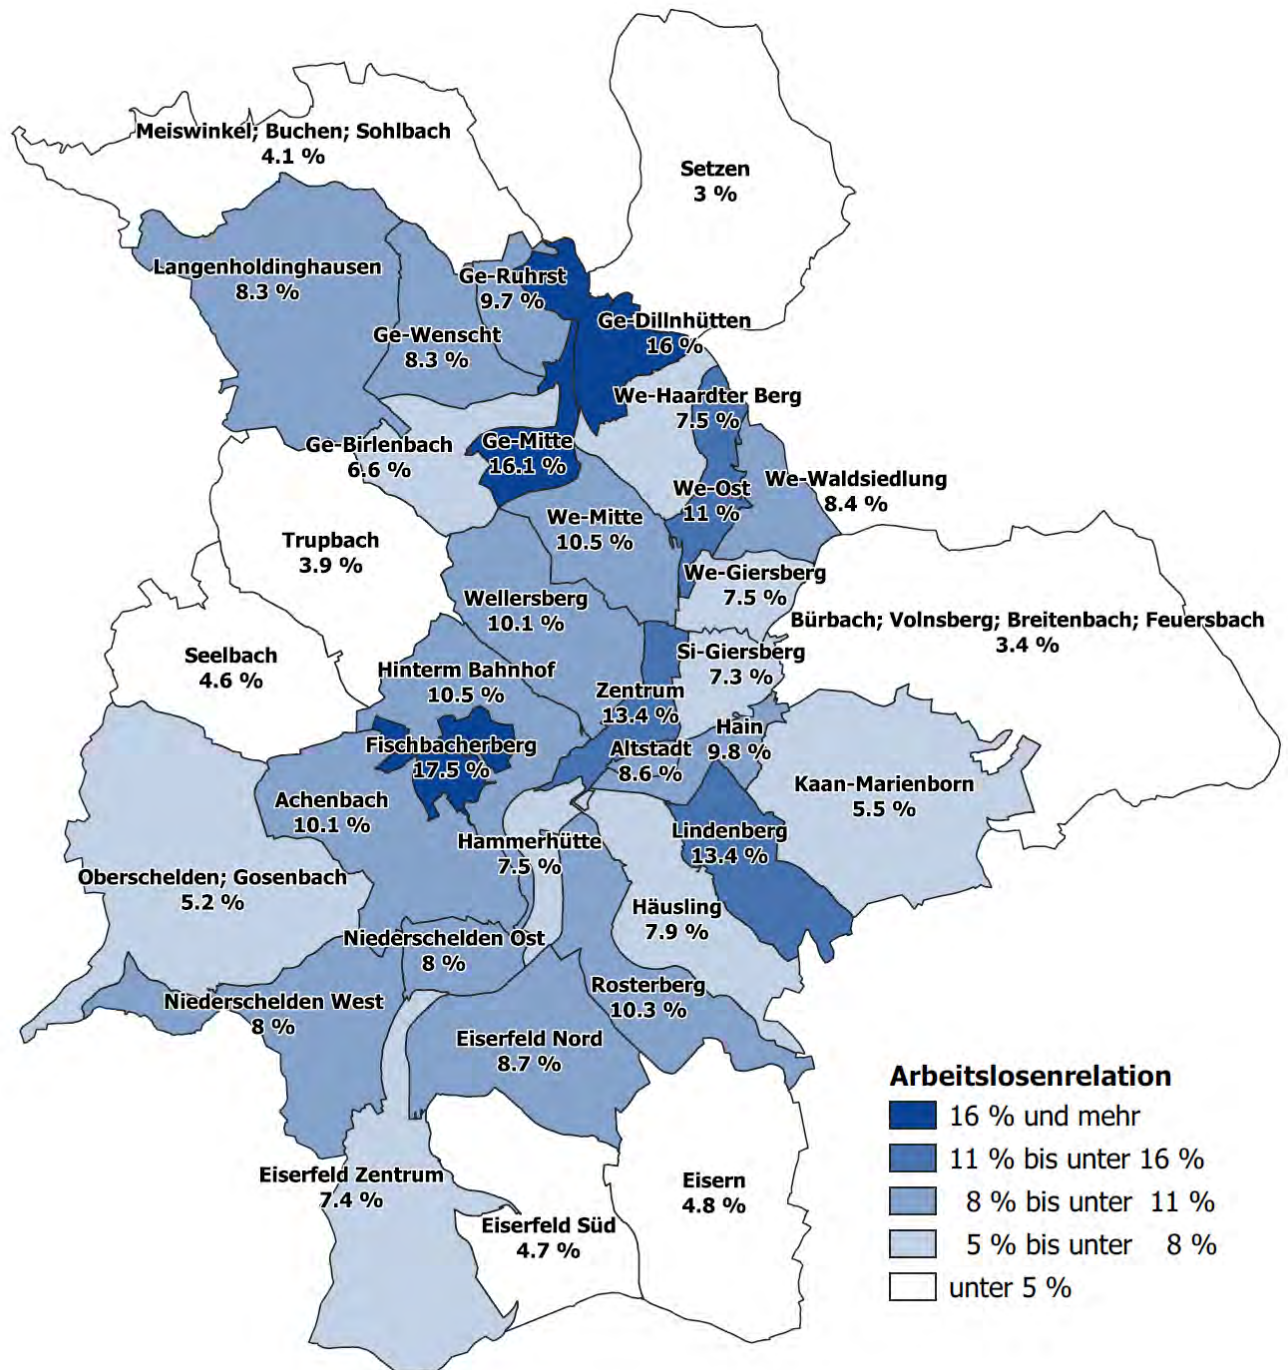 Meiswinkel; Buchen; Sohlbach
4.1 %
Setzen
3 %
Langenholdinghausen
8.3 %
Ge-Ruhrst
9.7 %
Ge-Dillnhütten
16 %
Ge-Wenscht
8.3 %
We-Haardter Berg
7.5 %
Ge-Birlenbach
6.6 %
Ge-Mitte
16.1 %
We-Ost
11 %
We-Waldsiedlung
8.4 %
We-Mitte
10.5 %
Trupbach
3.9 %
We-Giersberg
7.5 %
Wellersberg
10.1 %
Bürbach; Volnsberg; Breitenbach; Feuersbach
3.4 %
Seelbach
4.6 %
Si-Giersberg
7.3 %
Hinterm Bahnhof
10.5 %
Zentrum
13.4 %
Hain
9.8 %
Fischbacherberg
17.5 %
Altstadt
8.6 %
Kaan-Marienborn
5.5 %
Achenbach
10.1 %
Lindenberg
13.4 %
Hammerhütte
7.5 %
Oberschelden; Gosenbach
5.2 %
Häusling
7.9 %
Niederschelden Ost
8 %
Rosterberg
10.3 %
Niederschelden West
8 %
Eiserfeld Nord
8.7 %
Eiserfeld Zentrum
7.4 %
Eisern
4.8 %
Eiserfeld Süd
4.7 %
Arbeitslosenrelation
16 % und mehr
11 % bis unter 16 %
8 % bis unter 11 %
5 % bis unter 8 %
unter 5 %